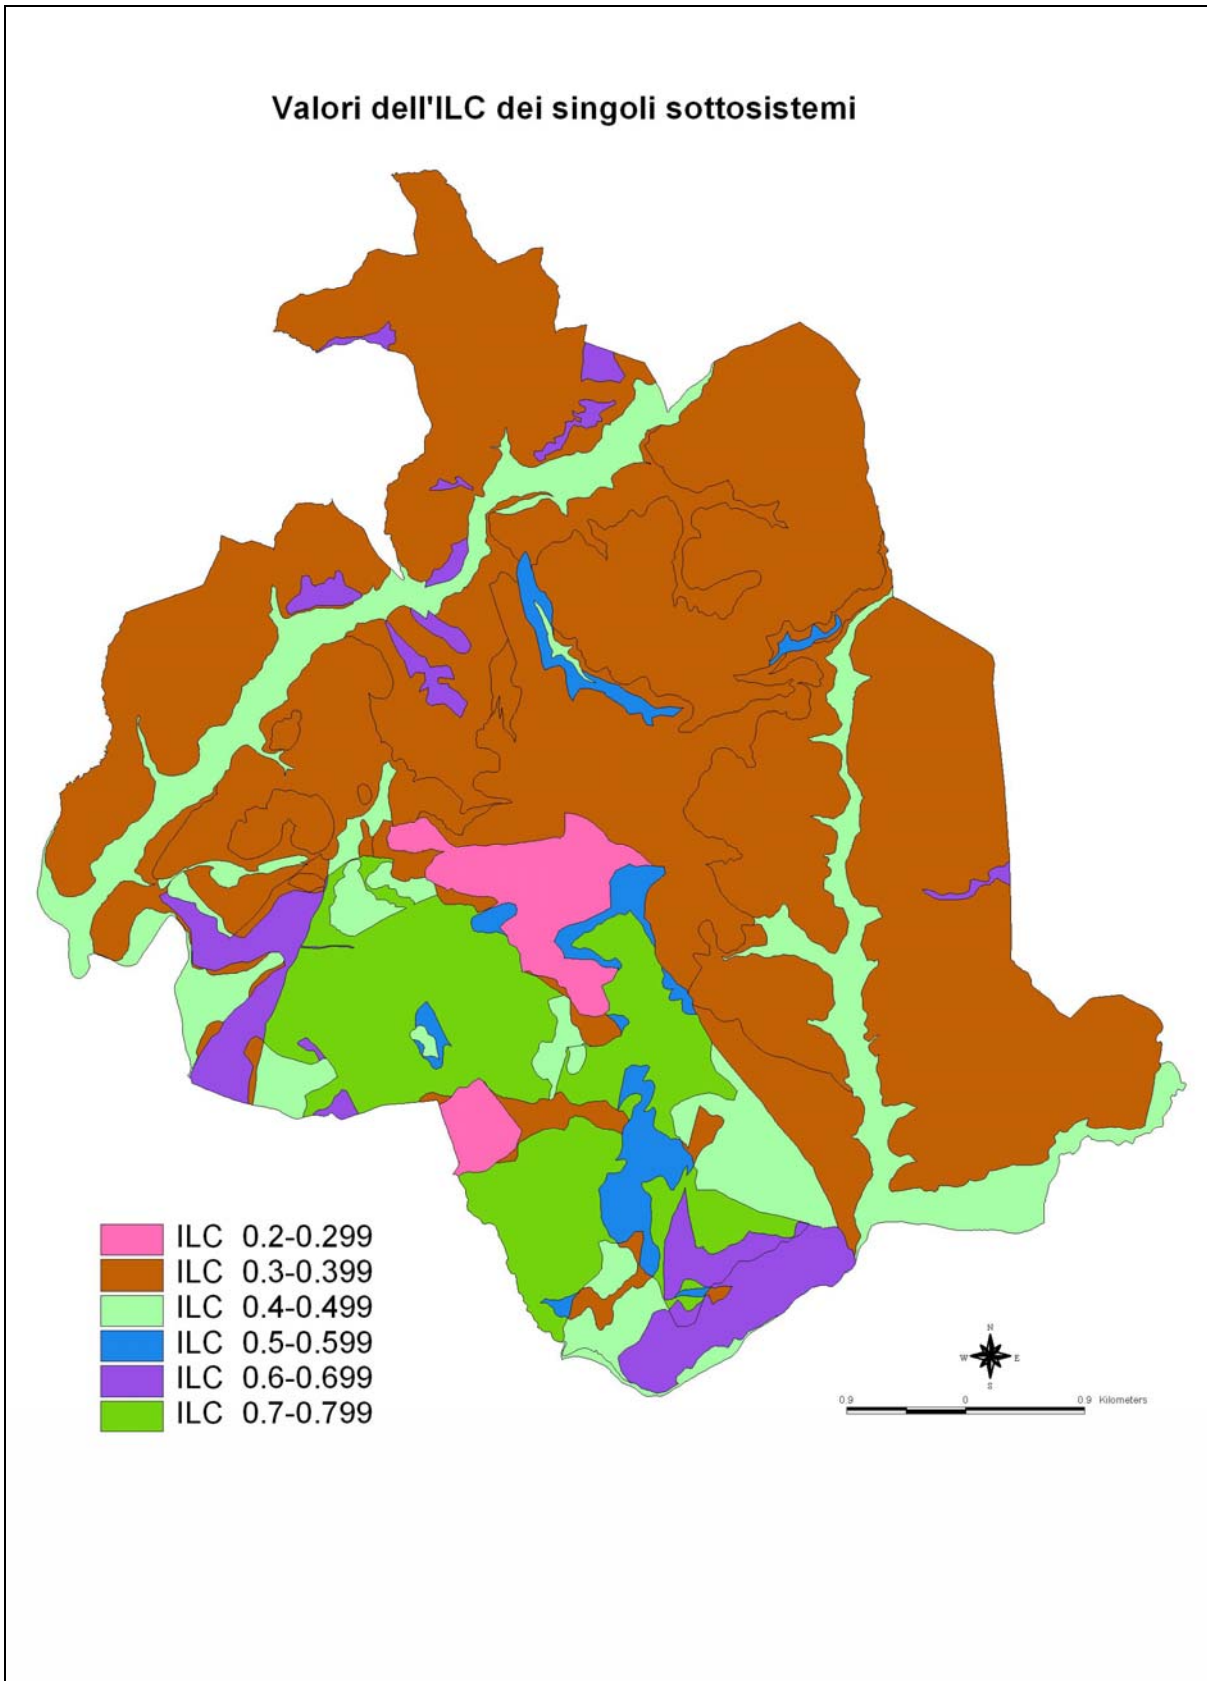 Valori dell'ILC dei singoli sottosistemi
ILC 0.2-0.299
ILC 0.3-0.399
ILC 0.4-0.499
ILC 0.5-0.599
ILC 0.6-0.699
ILC 0.7-0.799
N
W E
S
0.9 0 0.9 Kilometers